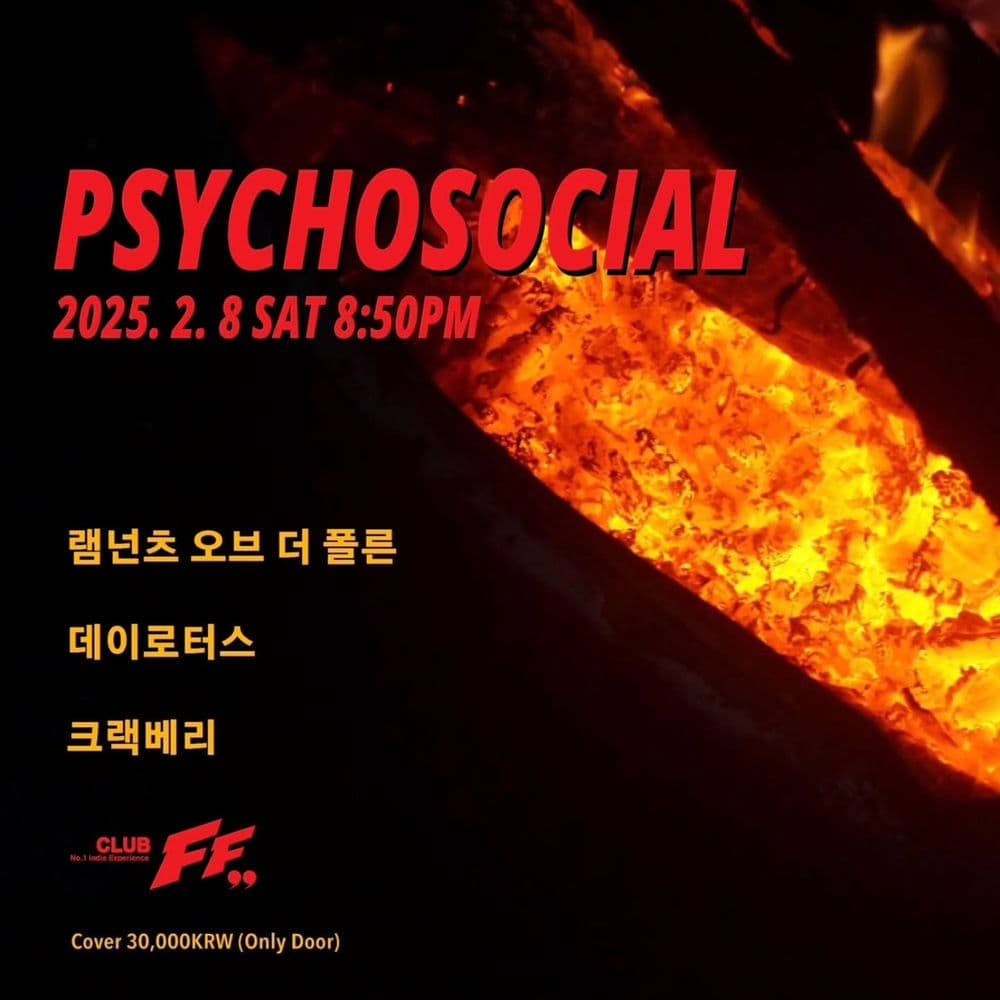 PSYCHOSOCIAL
2025. 2. 8 SAT 8:50PM
램넌츠 오브 더 폴른
데이로터스
크랙베리
CLUB
No.1 Indie Experience
FF,,
Cover 30,000KRW (Only Door)